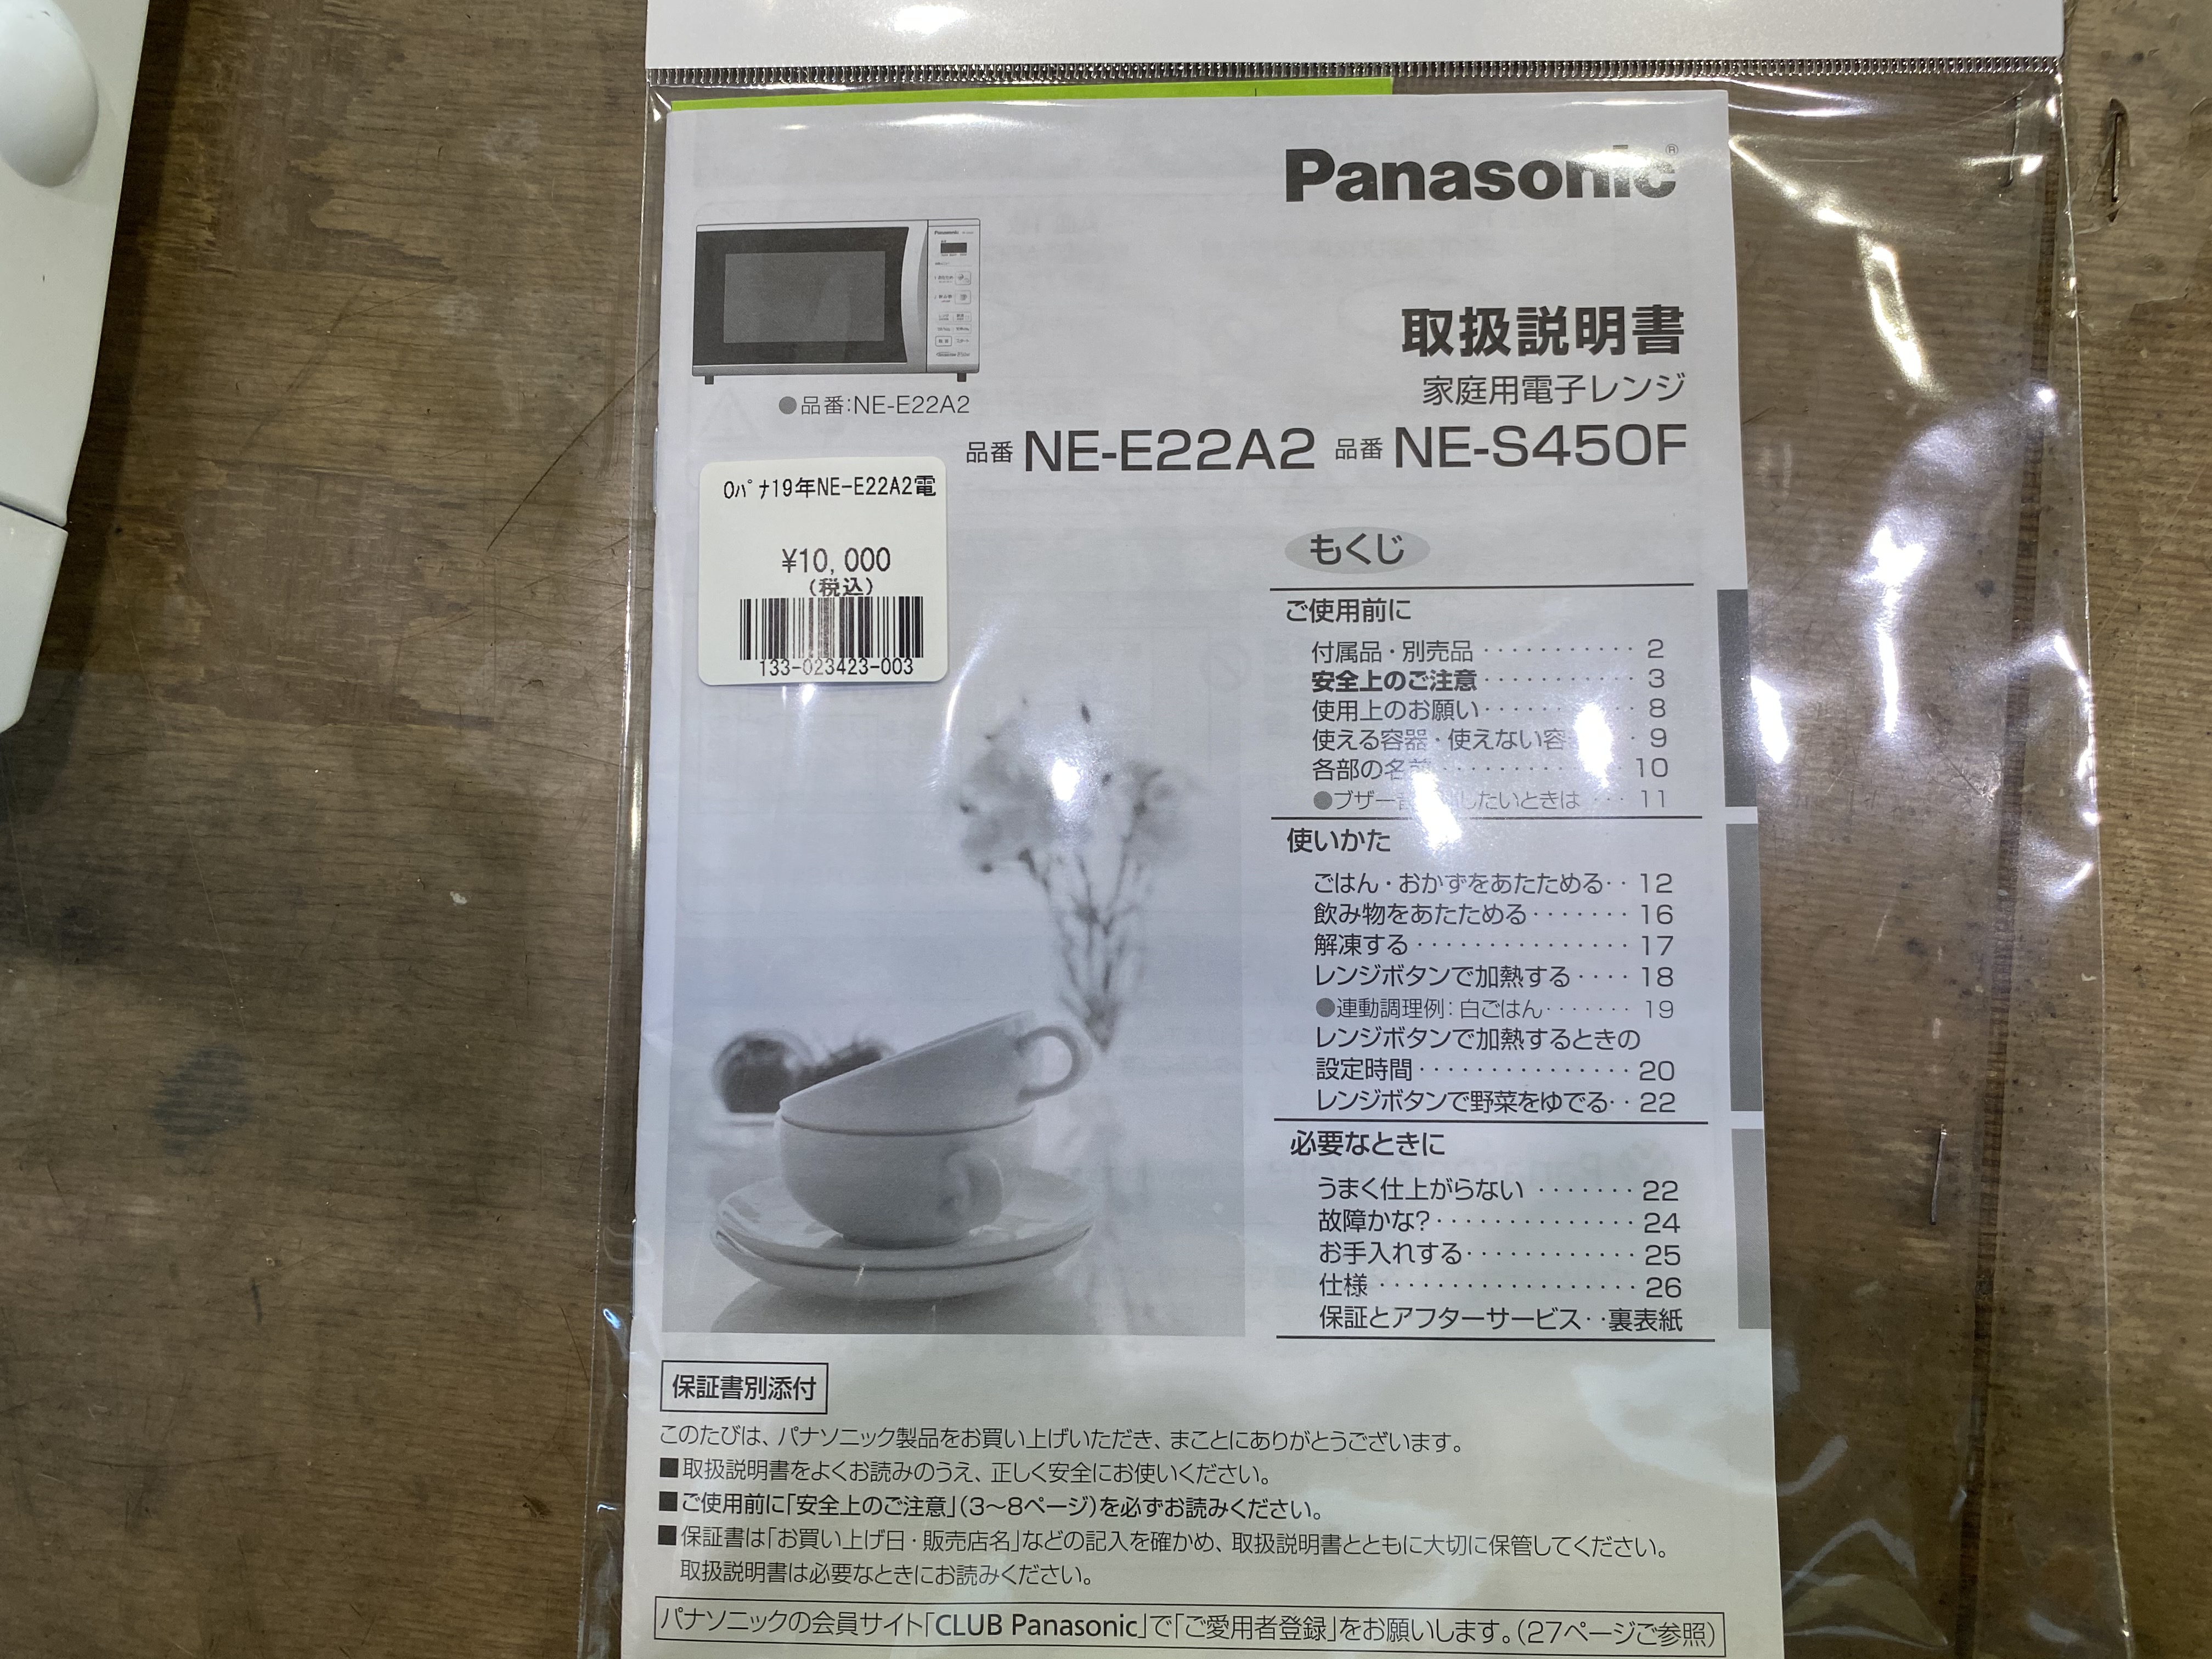 Panasonic®
取扱説明書
家庭用電子レンジ
●品番:NE-E22A2
品番 NE-E22A2 品番 NE-S450F
0パナ19年NE-E22A2電
¥10,000
(税込)
133-023423-003
もくじ
ご使用前に
付属品・別売品 ・・・・・・・・・・・ 2
安全上のご注意 ・・・・・・・・・・・ 3
使用上のお願い ・・・・・・・・・・・ 8
使える容器・使えない容 ・ 9
各部の名 ・・・・・・・・・・・ 10
●ブザー したいときは ・・・ 11
使いかた
ごはん・おかずをあたためる・・ 12
飲み物をあたためる・・・・・・・ 16
解凍する・・・・・・・・・・・・・・・ 17
レンジボタンで加熱する・・・・ 18
●連動調理例:白ごはん・・・・・・・ 19
レンジボタンで加熱するときの
設定時間・・・・・・・・・・・・・・・ 20
レンジボタンで野菜をゆでる・・ 22
必要なときに
うまく仕上がらない ・・・・・・・ 22
故障かな?・・・・・・・・・・・・・・ 24
お手入れする・・・・・・・・・・・・ 25
仕様 ・・・・・・・・・・・・・・・・・・ 26
保証とアフターサービス・・裏表紙
保証書別添付
このたびは、パナソニック製品をお買い上げいただき、まことにありがとうございます。
■取扱説明書をよくお読みのうえ、正しく安全にお使いください。
■ご使用前に「安全上のご注意」(3〜8ページ)を必ずお読みください。
■保証書は「お買い上げ日・販売店名」などの記入を確かめ、取扱説明書とともに大切に保管してください。
取扱説明書は必要なときにお読みください。
パナソニックの会員サイト「CLUB Panasonic」で「ご愛用者登録」をお願いします。(27ページご参照)